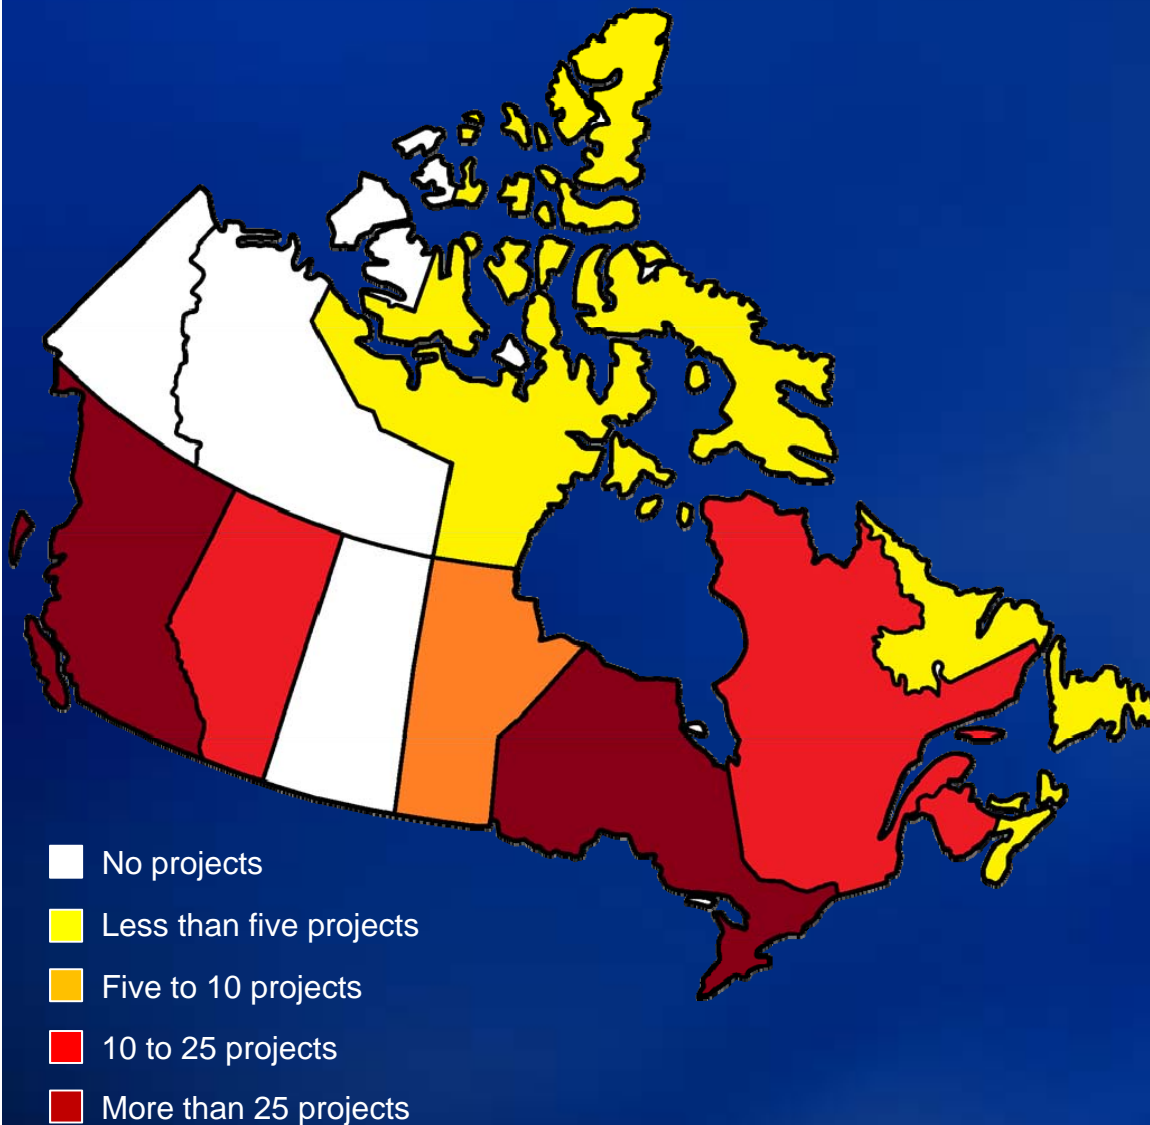 No projects
Less than five projects
Five to 10 projects
10 to 25 projects
More than 25 projects